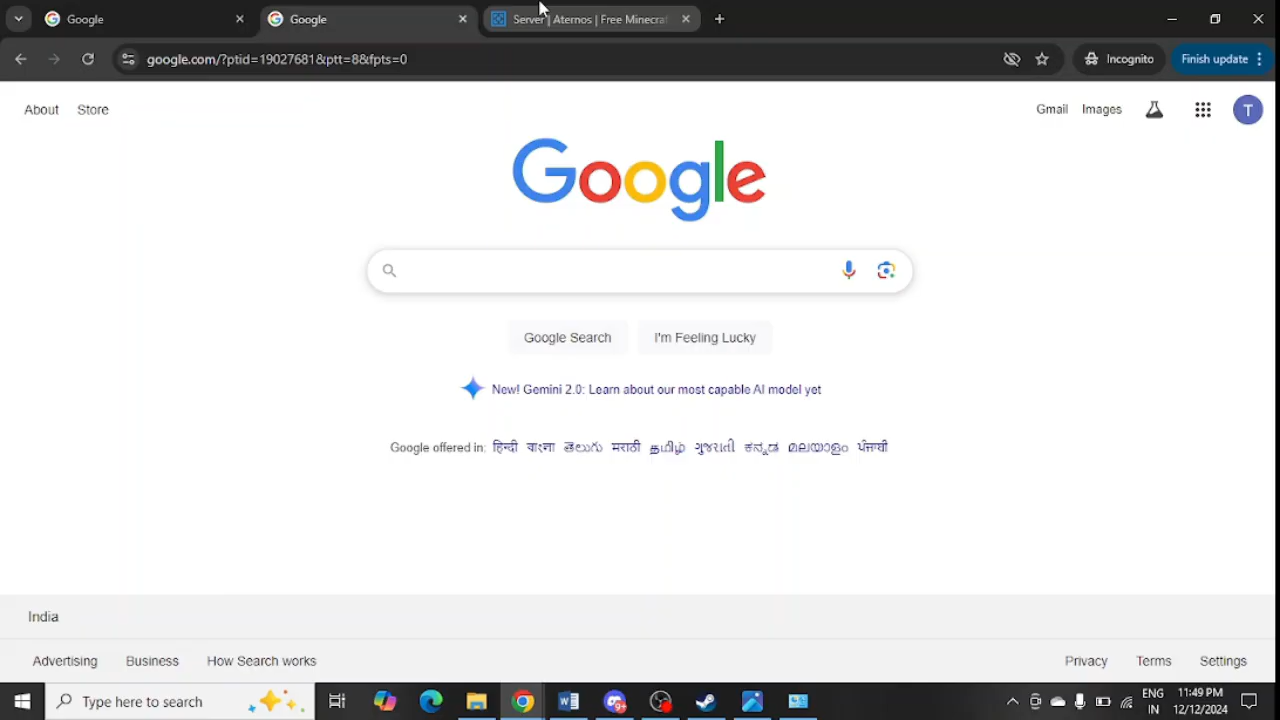 Google
Google
Server | Aternos | Free Minecraf
google.com/?ptid=19027681&ptt=8&fpts=0
Incognito
Finish update
About Store
Gmail Images
T
Google
Google Search I'm Feeling Lucky
New! Gemini 2.0: Learn about our most capable AI model yet
Google offered in: हिन्दी বাংলা తెలుగు मराठी தமிழ் ગુજરાતી ಕನ್ನಡ മലയാളം ਪੰਜਾਬੀ
India
Advertising Business How Search works
Privacy Terms Settings
Type here to search
ENG 11:49 PM
IN 12/12/2024